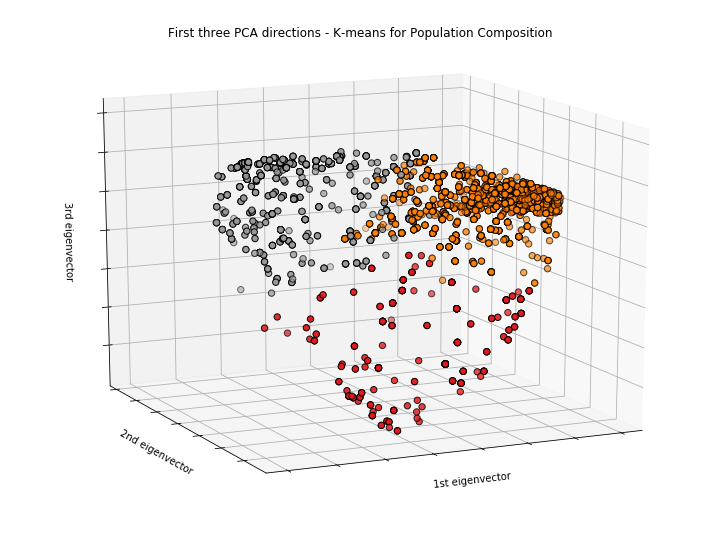 First three PCA directions - K-means for Population Composition
3rd eigenvector
2nd eigenvector
1st eigenvector